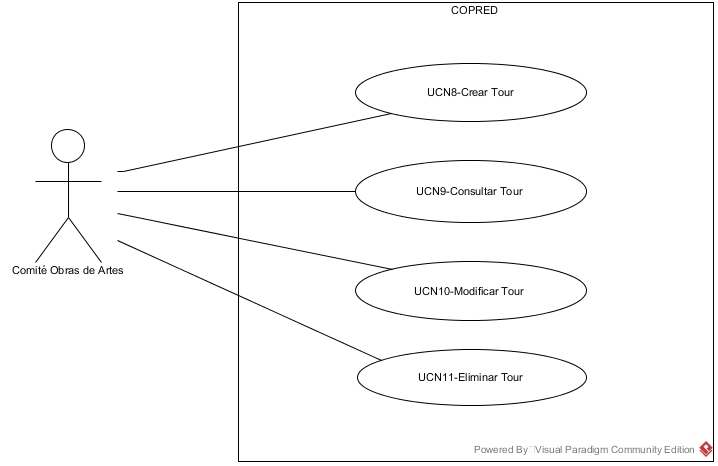 COPRED
UCN8-Crear Tour
UCN9-Consultar Tour
Comité Obras de Artes
UCN10-Modificar Tour
UCN11-Eliminar Tour
Powered By Visual Paradigm Community Edition